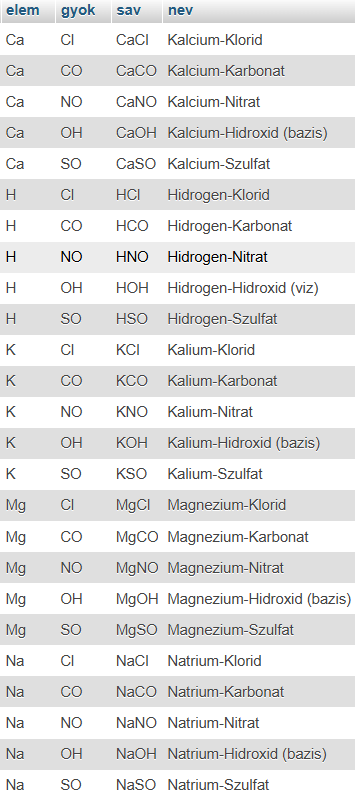 elem gyok sav nev
Ca Cl CaCl Kalcium-Klorid
Ca CO CaCO Kalcium-Karbonat
Ca NO CaNO Kalcium-Nitrat
Ca OH CaOH Kalcium-Hidroxid (bazis)
Ca SO CaSO Kalcium-Szulfat
H Cl HCl Hidrogen-Klorid
H CO HCO Hidrogen-Karbonat
H NO HNO Hidrogen-Nitrat
H OH HOH Hidrogen-Hidroxid (viz)
H SO HSO Hidrogen-Szulfat
K Cl KCl Kalium-Klorid
K CO KCO Kalium-Karbonat
K NO KNO Kalium-Nitrat
K OH KOH Kalium-Hidroxid (bazis)
K SO KSO Kalium-Szulfat
Mg Cl MgCl Magnezium-Klorid
Mg CO MgCO Magnezium-Karbonat
Mg NO MgNO Magnezium-Nitrat
Mg OH MgOH Magnezium-Hidroxid (bazis)
Mg SO MgSO Magnezium-Szulfat
Na Cl NaCl Natrium-Klorid
Na CO NaCO Natrium-Karbonat
Na NO NaNO Natrium-Nitrat
Na OH NaOH Natrium-Hidroxid (bazis)
Na SO NaSO Natrium-Szulfat